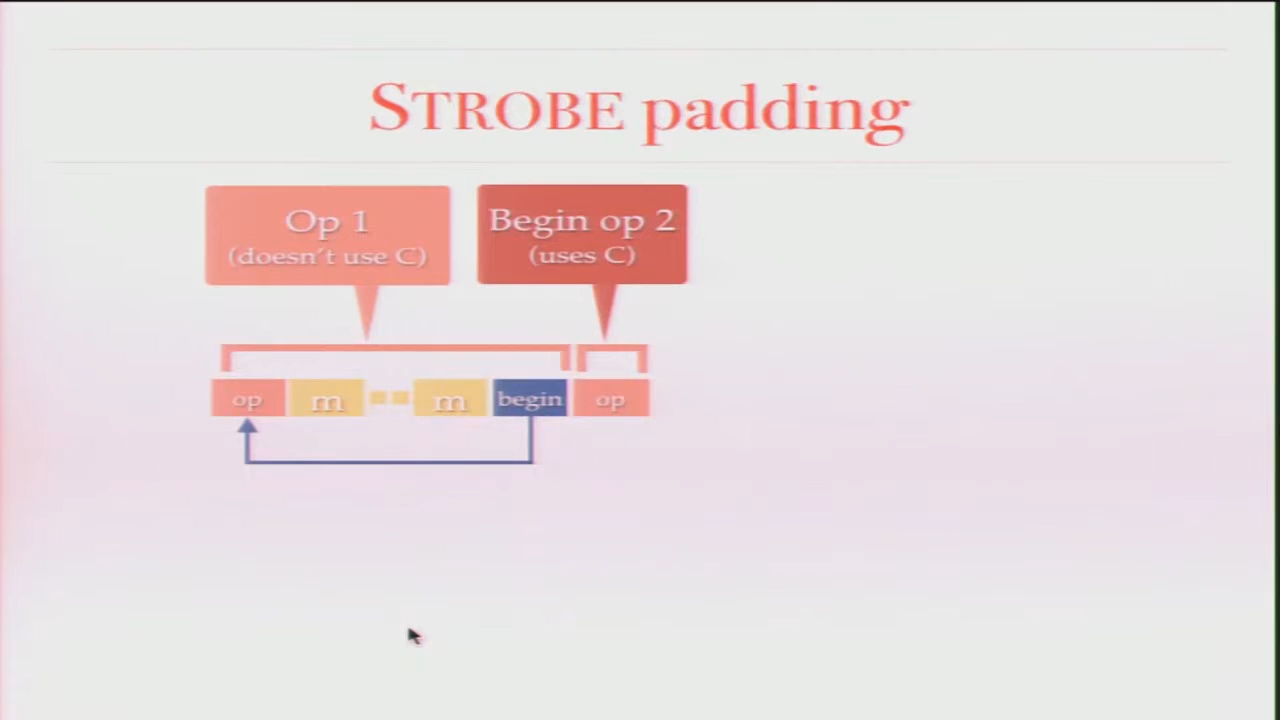 STROBE padding
Op 1
(doesn't use C)
Begin op 2
(uses C)
op m m begin op